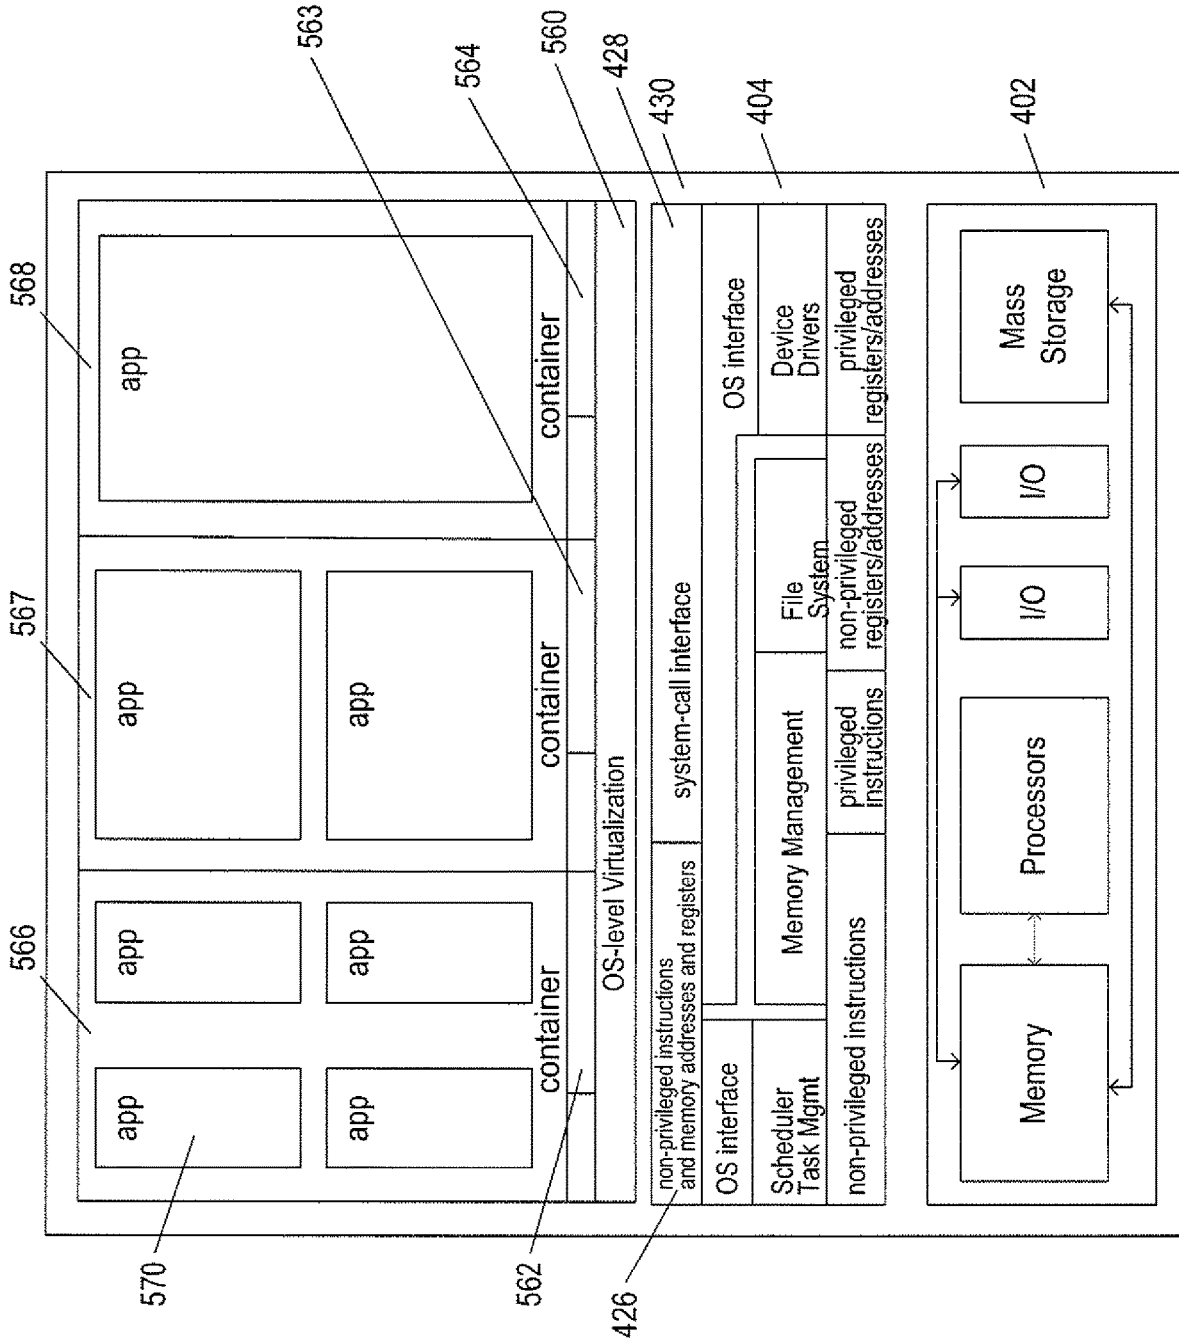 566
567
568
570
app
app
app
app
563
app
app
app
564
562
container
container
container
560
426
OS-level Virtualization
428
non-privileged instructions
and memory addresses and registers
system-call interface
430
OS interface
OS interface
404
Scheduler
Task Mgmt
Memory Management
File
System
Device
Drivers
non-privileged instructions
privileged
instructions
non-privileged
registers/addresses
privileged
registers/addresses
402
Memory
Processors
I/O
I/O
Mass
Storage